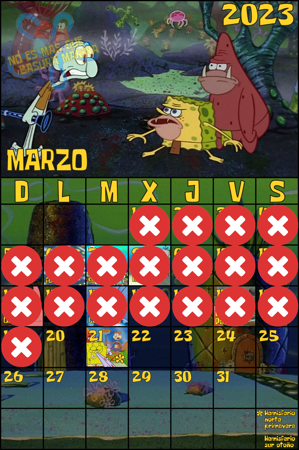 2023
NO ES MAS QUE
BASURA
MARZO
D L M X J V S
20 21 22 23 24 25
26 27 28 29 30 31
Hemisferio
norte
primavera
Hemisferio
sur otoño